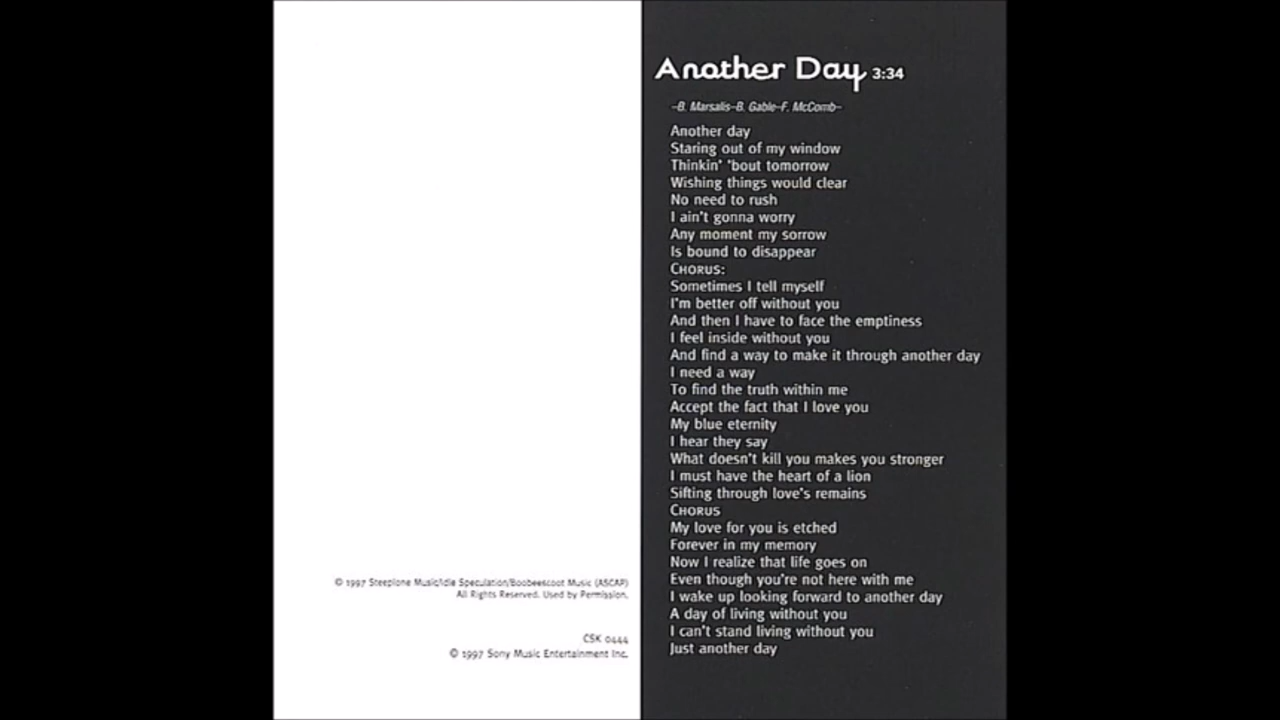 Another Day 3:34
–B. Marsalis–B. Gable–F. McComb–
Another day
Staring out of my window
Thinkin' 'bout tomorrow
Wishing things would clear
No need to rush
I ain't gonna worry
Any moment my sorrow
Is bound to disappear
CHORUS:
Sometimes I tell myself
I'm better off without you
And then I have to face the emptiness
I feel inside without you
And find a way to make it through another day
I need a way
To find the truth within me
Accept the fact that I love you
My blue eternity
I hear they say
What doesn't kill you makes you stronger
I must have the heart of a lion
Sifting through love's remains
CHORUS
My love for you is etched
Forever in my memory
Now I realize that life goes on
Even though you're not here with me
I wake up looking forward to another day
A day of living without you
I can't stand living without you
Just another day
© 1997 Steeplone Music/Idle Speculation/Boobeescoot Music (ASCAP)
All Rights Reserved. Used by Permission.
CSK 0444
© 1997 Sony Music Entertainment Inc.